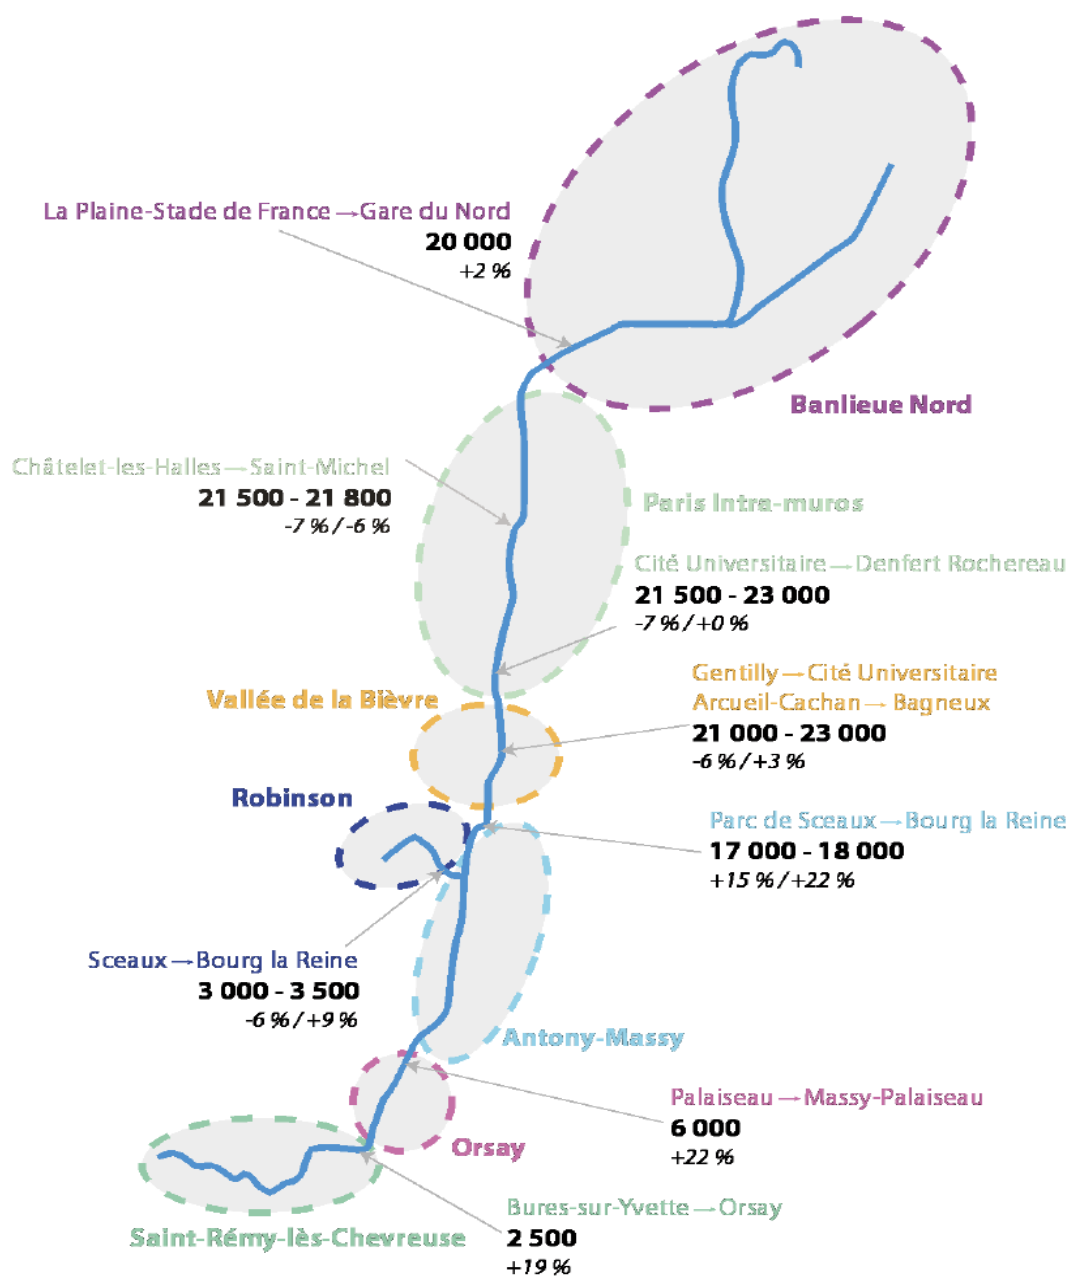 La Plaine-Stade de France→Gare du Nord
20 000
+2 %
Banlieue Nord
Châtelet-les-Halles→Saint-Michel
21 500 - 21 800
-7 % / -6 %
Paris Intra-muros
Cité Universitaire→Denfert Rochereau
21 500 - 23 000
-7 % / +0 %
Gentilly→Cité Universitaire
Arcueil-Cachan→ Bagneux
21 000 - 23 000
-6 % / +3 %
Vallée de la Bièvre
Robinson
Parc de Sceaux→Bourg la Reine
17 000 - 18 000
+15 % / +22 %
Sceaux→Bourg la Reine
3 000 - 3 500
-6 % / +9 %
Antony-Massy
Palaiseau→Massy-Palaiseau
6 000
+22 %
Orsay
Bures-sur-Yvette→Orsay
2 500
+19 %
Saint-Rémy-lès-Chevreuse